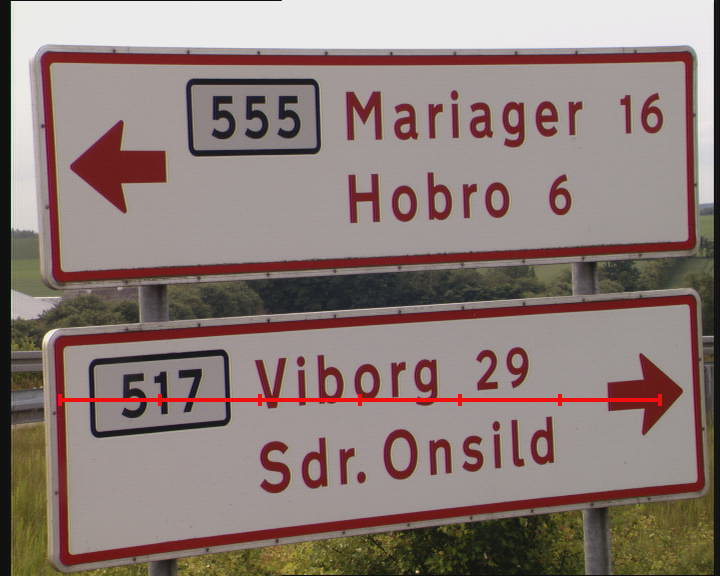 555 Mariager 16
Hobro 6
517 Viborg 29
Sdr. Onsild